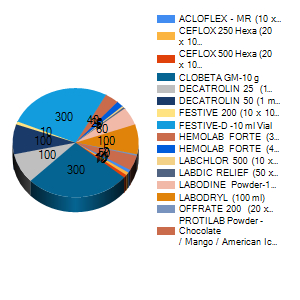 ACLOFLEX - MR (10 x...
CEFLOX 250 Hexa (20
x 10...
CEFLOX 500 Hexa (20
x 10...
CLOBETA GM-10 g
DECATROLIN 25 (1...
DECATROLIN 50 (1 m...
FESTIVE 200 (10 x 10...
FESTIVE-D -10 ml Vial
HEMOLAB FORTE (3...
HEMOLAB FORTE (4...
LABCHLOR 500 (10 x...
LABDIC RELIEF (50 x...
LABODINE Powder-1...
LABODRYL (100 ml)
OFFRATE 200 (20 x...
PROTILAB Powder -
Chocolate
/ Mango / American Ic...
300
40
60
10
100
100
100
300